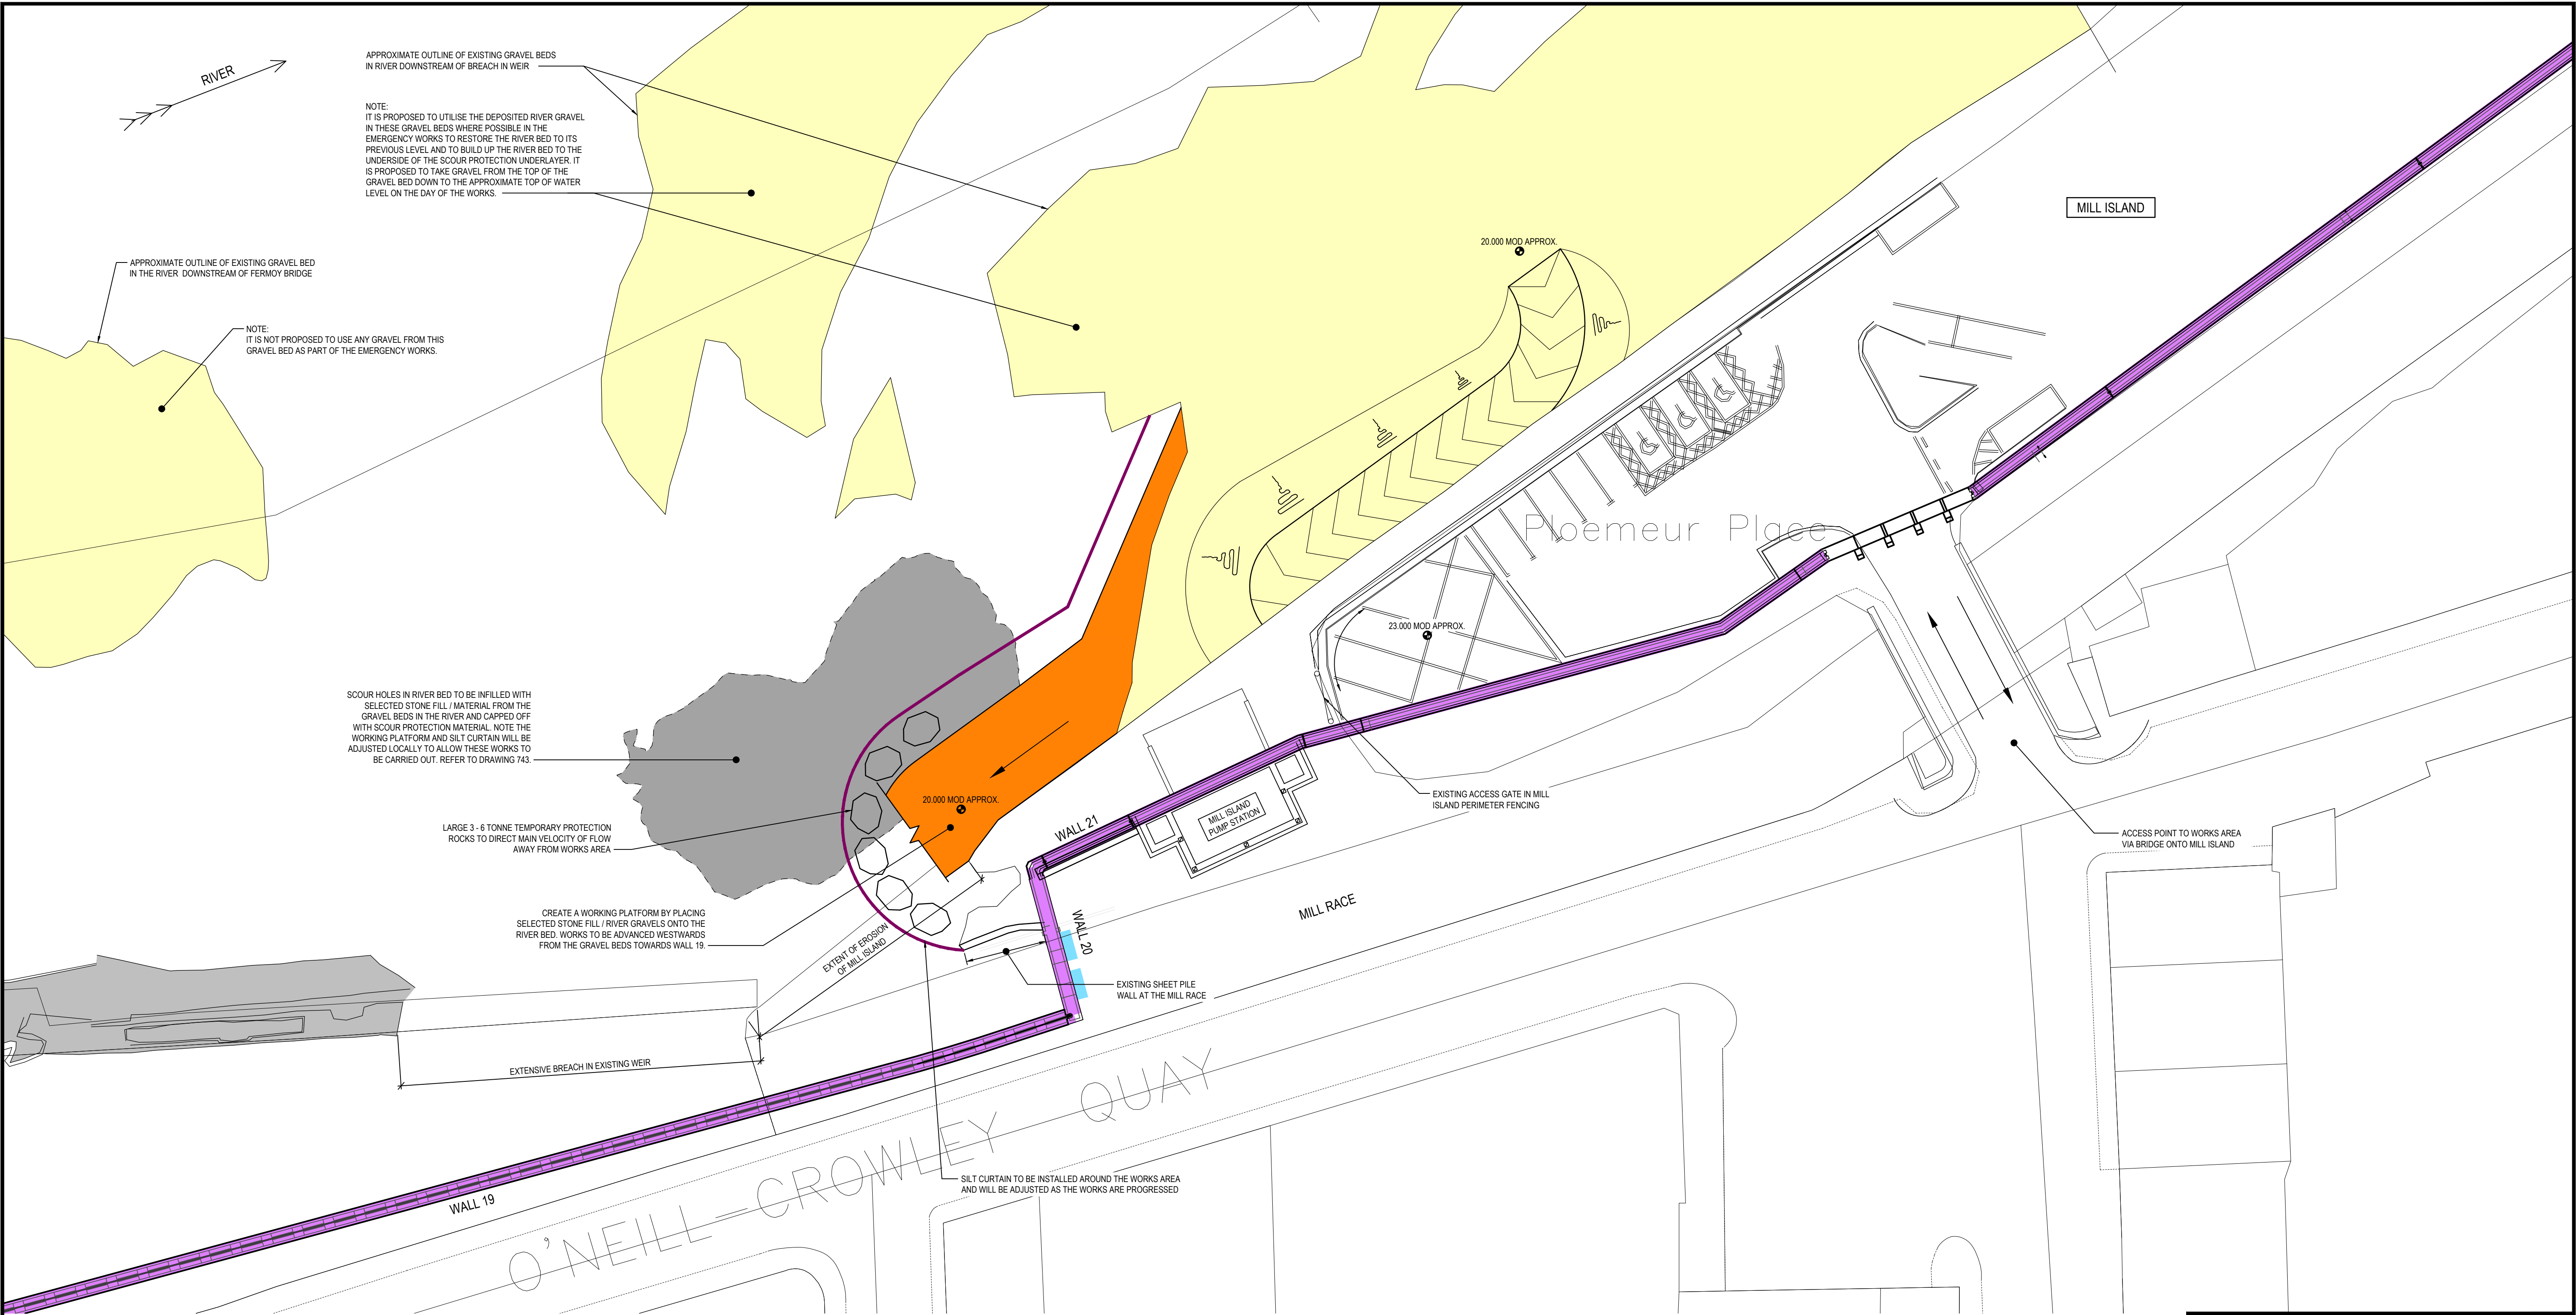 RIVER
APPROXIMATE OUTLINE OF EXISTING GRAVEL BEDS
IN RIVER DOWNSTREAM OF BREACH IN WEIR
NOTE:
IT IS PROPOSED TO UTILISE THE DEPOSITED RIVER GRAVEL
IN THESE GRAVEL BEDS WHERE POSSIBLE IN THE
EMERGENCY WORKS TO RESTORE THE RIVER BED TO ITS
PREVIOUS LEVEL AND TO BUILD UP THE RIVER BED TO THE
UNDERSIDE OF THE SCOUR PROTECTION UNDERLAYER. IT
IS PROPOSED TO TAKE GRAVEL FROM THE TOP OF THE
GRAVEL BED DOWN TO THE APPROXIMATE TOP OF WATER
LEVEL ON THE DAY OF THE WORKS.
MILL ISLAND
20.000 MOD APPROX.
APPROXIMATE OUTLINE OF EXISTING GRAVEL BED
IN THE RIVER DOWNSTREAM OF FERMOY BRIDGE
NOTE:
IT IS NOT PROPOSED TO USE ANY GRAVEL FROM THIS
GRAVEL BED AS PART OF THE EMERGENCY WORKS.
Ploemeur Place
23.000 MOD APPROX.
SCOUR HOLES IN RIVER BED TO BE INFILLED WITH
SELECTED STONE FILL / MATERIAL FROM THE
GRAVEL BEDS IN THE RIVER AND CAPPED OFF
WITH SCOUR PROTECTION MATERIAL. NOTE THE
WORKING PLATFORM AND SILT CURTAIN WILL BE
ADJUSTED LOCALLY TO ALLOW THESE WORKS TO
BE CARRIED OUT. REFER TO DRAWING 743.
20.000 MOD APPROX.
EXISTING ACCESS GATE IN MILL
ISLAND PERIMETER FENCING
MILL ISLAND
PUMP STATION
WALL 21
LARGE 3 - 6 TONNE TEMPORARY PROTECTION
ROCKS TO DIRECT MAIN VELOCITY OF FLOW
AWAY FROM WORKS AREA
ACCESS POINT TO WORKS AREA
VIA BRIDGE ONTO MILL ISLAND
MILL RACE
CREATE A WORKING PLATFORM BY PLACING
SELECTED STONE FILL / RIVER GRAVELS ONTO THE
RIVER BED. WORKS TO BE ADVANCED WESTWARDS
FROM THE GRAVEL BEDS TOWARDS WALL 19.
WALL 20
EXTENT OF EROSION
OF MILL ISLAND
EXISTING SHEET PILE
WALL AT THE MILL RACE
EXTENSIVE BREACH IN EXISTING WEIR
SILT CURTAIN TO BE INSTALLED AROUND THE WORKS AREA
AND WILL BE ADJUSTED AS THE WORKS ARE PROGRESSED
WALL 19
O'NEILL-CROWLEY QUAY